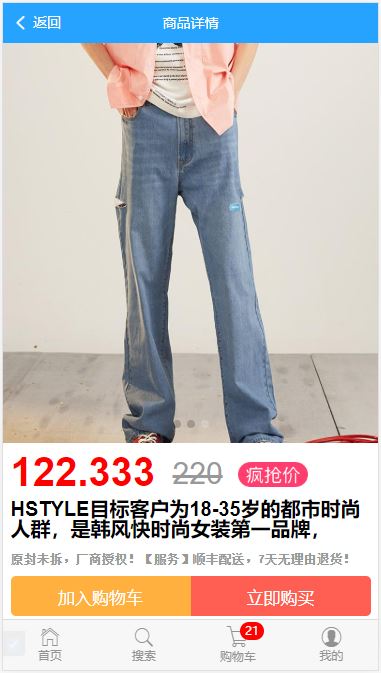 返回
商品详情
122.333 220 疯抢价
HSTYLE目标客户为18-35岁的都市时尚
人群，是韩风快时尚女装第一品牌，
原封未拆，厂商授权！【服务】顺丰配送，7天无理由退货！
加入购物车 立即购买
21
首页 搜索 购物车 我的